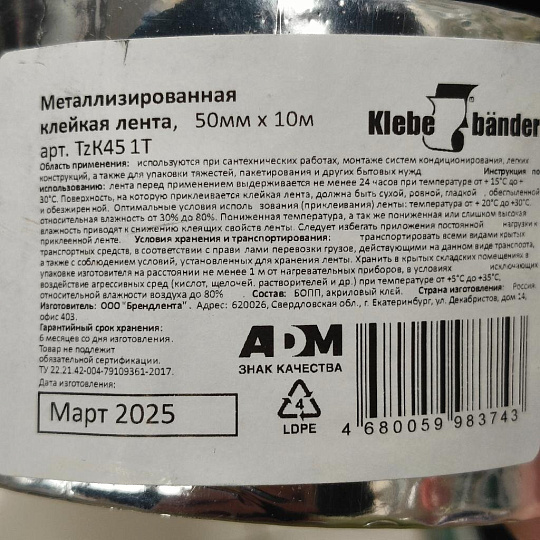 Металлизированная
клейкая лента, 50мм х 10м
арт. TzK45 1T
Klebebänder
Область применения: используются при сантехнических работах, монтаже систем кондиционирования, легких
конструкций, а также для упаковки тяжестей, пакетирования и других бытовых нужд Инструкция по
использованию: лента перед применением выдерживается не менее 24 часов при температуре от + 15°С до +
30°С. Поверхность, на которую приклеивается клейкая лента, должна быть сухой, ровной, гладкой , обеспыленной
и обезжирен ной. Оптимальные условия исполь зования (приклеивания) ленты: температура от + 20°С до +30°С.
относительная влажность от 30% до 80%. Пониженная температура, а так же пониженная или слишком высокая
влажность приводят к снижению клеящих свойств ленты. Следует избегать приложения постоянной нагрузки к
приклеенной ленте. Условия хранения и транспортирования: транспортировать всеми видами крытых
транспортных средств, в соответствии с прави лами перевозки грузов, действующими на данном виде транспорта,
а также с соблюдением условий, установленных для хранения ленты. Хранить в крытых складских помещениях в
упаковке изготовителя на расстоянии не менее 1 м от нагревательных приборов, в условиях исключающих
воздействие агрессивных сред (кислот, щелочей, растворителей и др.) при температуре от +5°С до +35°С,
относительной влажности воздуха до 80% . Состав: БОПП, акриловый клей. Страна изготовления: Россия.
Изготовитель: ООО "Брендлента". Адрес: 620026, Свердловская обл., г. Екатеринбург, ул. Декабристов, дом 14,
офис 403.
Гарантийный срок хранения:
6 месяцев со дня изготовления.
Товар не подлежит
обязательной сертификации.
ТУ 22.21.42-004-79109361-2017.
Дата изготовления:
Март 2025
ADM
ЗНАК КАЧЕСТВА
4
LDPE
4 680059 983743